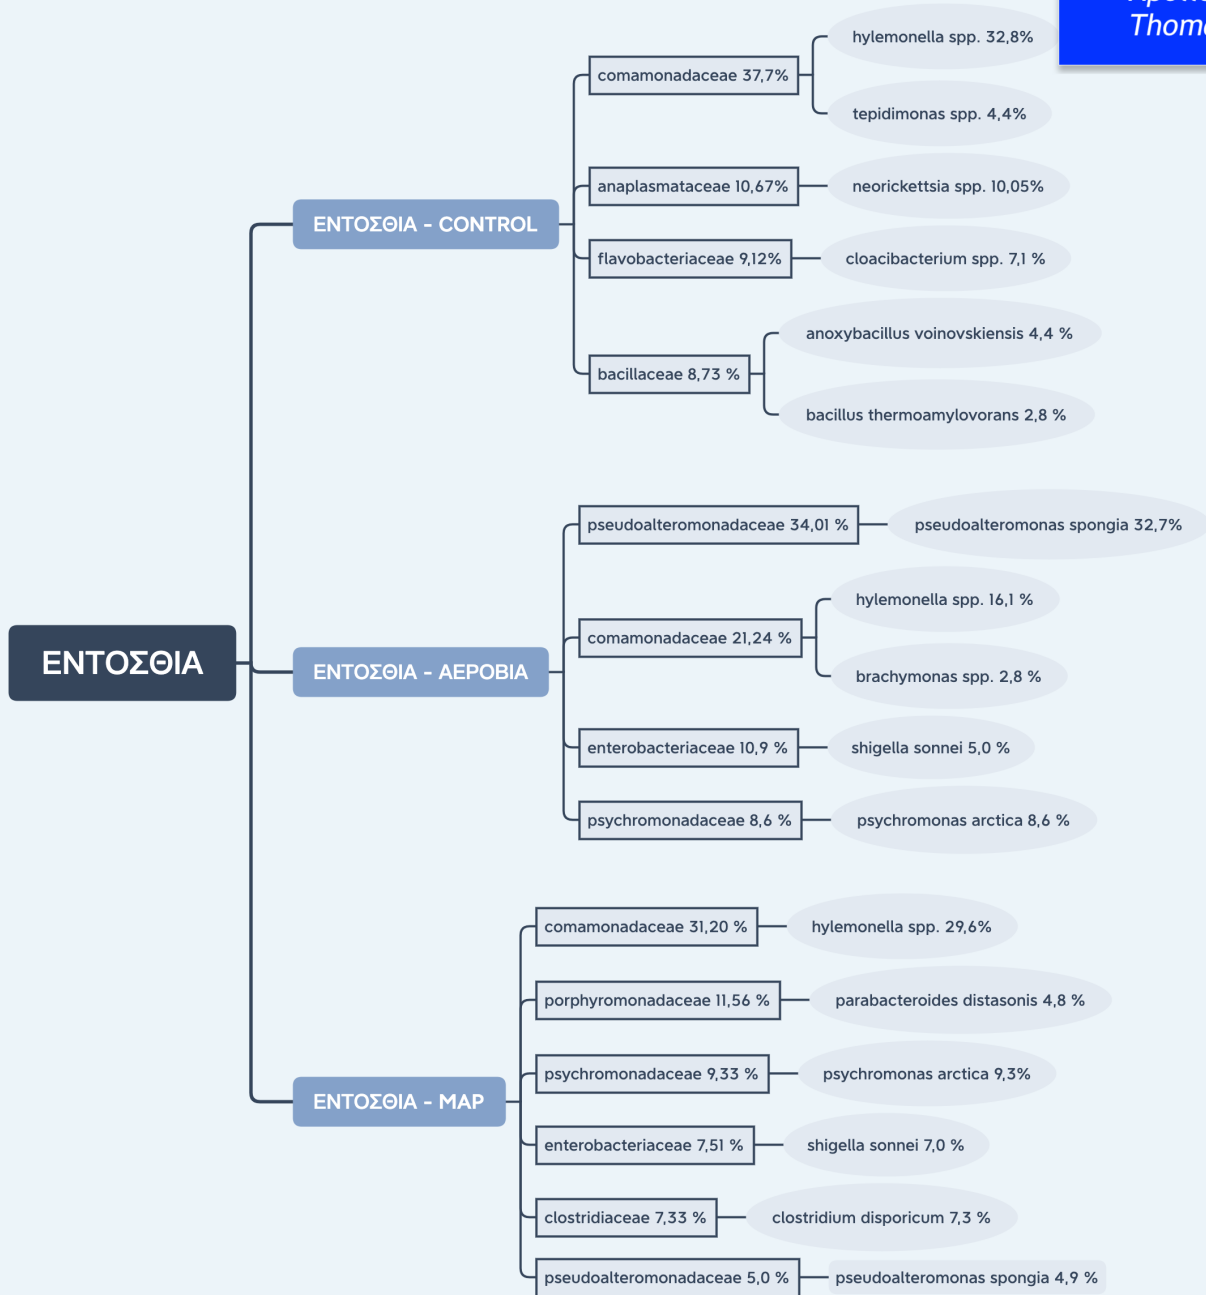 Thom
hylemonella spp. 32,8%
comamonadaceae 37,7%
tepidimonas spp. 4,4%
anaplasmataceae 10,67%
neorickettsia spp. 10,05%
ΕΝΤΟΣΘΙΑ - CONTROL
flavobacteriaceae 9,12%
cloacibacterium spp. 7,1 %
anoxybacillus voinovskiensis 4,4 %
bacillaceae 8,73 %
bacillus thermoamylovorans 2,8 %
pseudoalteromonadaceae 34,01 %
pseudoalteromonas spongia 32,7%
hylemonella spp. 16,1 %
comamonadaceae 21,24 %
brachymonas spp. 2,8 %
ΕΝΤΟΣΘΙΑ
ΕΝΤΟΣΘΙΑ - ΑΕΡΟΒΙΑ
enterobacteriaceae 10,9 %
shigella sonnei 5,0 %
psychromonadaceae 8,6 %
psychromonas arctica 8,6 %
comamonadaceae 31,20 %
hylemonella spp. 29,6%
porphyromonadaceae 11,56 %
parabacteroides distasonis 4,8 %
psychromonadaceae 9,33 %
psychromonas arctica 9,3%
ΕΝΤΟΣΘΙΑ - MAP
enterobacteriaceae 7,51 %
shigella sonnei 7,0 %
clostridiaceae 7,33 %
clostridium disporicum 7,3 %
pseudoalteromonadaceae 5,0 %
pseudoalteromonas spongia 4,9 %